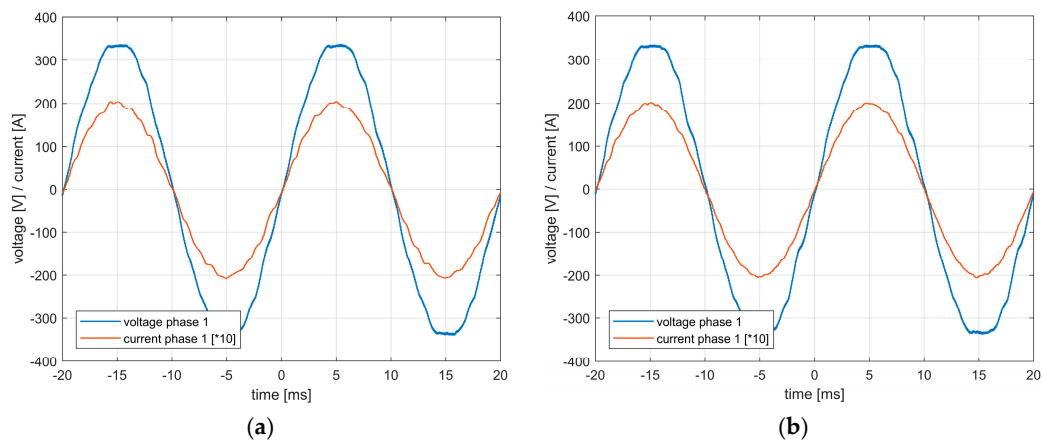 400
300
200
100
0
-100
-200
-300
-400
voltage [V] / current [A]
voltage phase 1
current phase 1 [*10]
-20 -15 -10 -5 0 5 10 15 20
time [ms]
(a)
400
300
200
100
0
-100
-200
-300
-400
voltage [V] / current [A]
voltage phase 1
current phase 1 [*10]
-20 -15 -10 -5 0 5 10 15 20
time [ms]
(b)